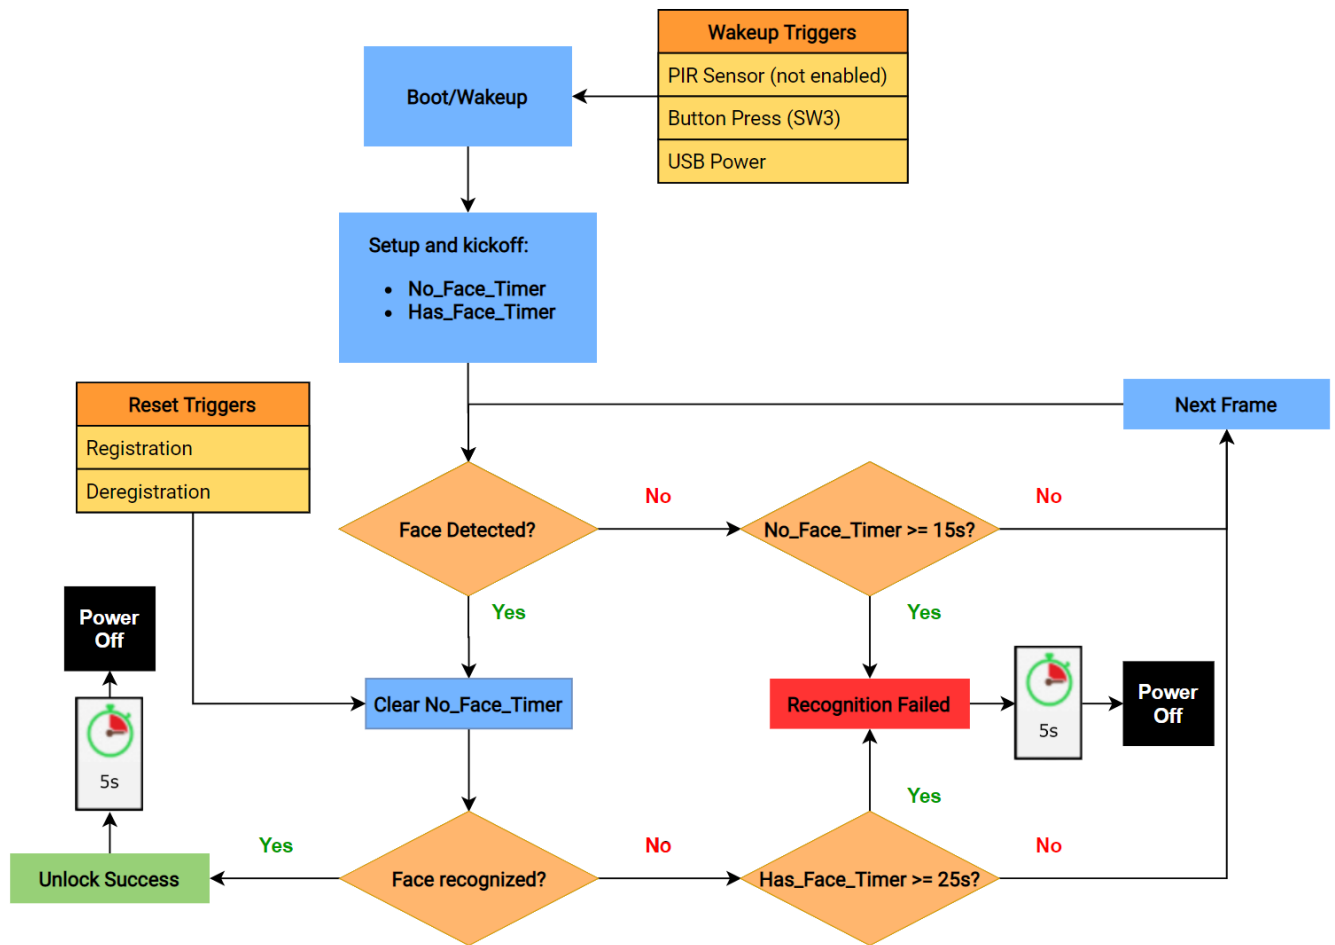 Wakeup Triggers
PIR Sensor (not enabled)
Button Press (SW3)
USB Power
Boot/Wakeup
Setup and kickoff:
• No_Face_Timer
• Has_Face_Timer
Reset Triggers
Registration
Deregistration
Next Frame
Face Detected?
No
No_Face_Timer >= 15s?
No
Yes
Yes
Power
Off
5s
Clear No_Face_Timer
Recognition Failed
5s
Power
Off
Yes
Unlock Success
Yes
Face recognized?
No
Has_Face_Timer >= 25s?
No